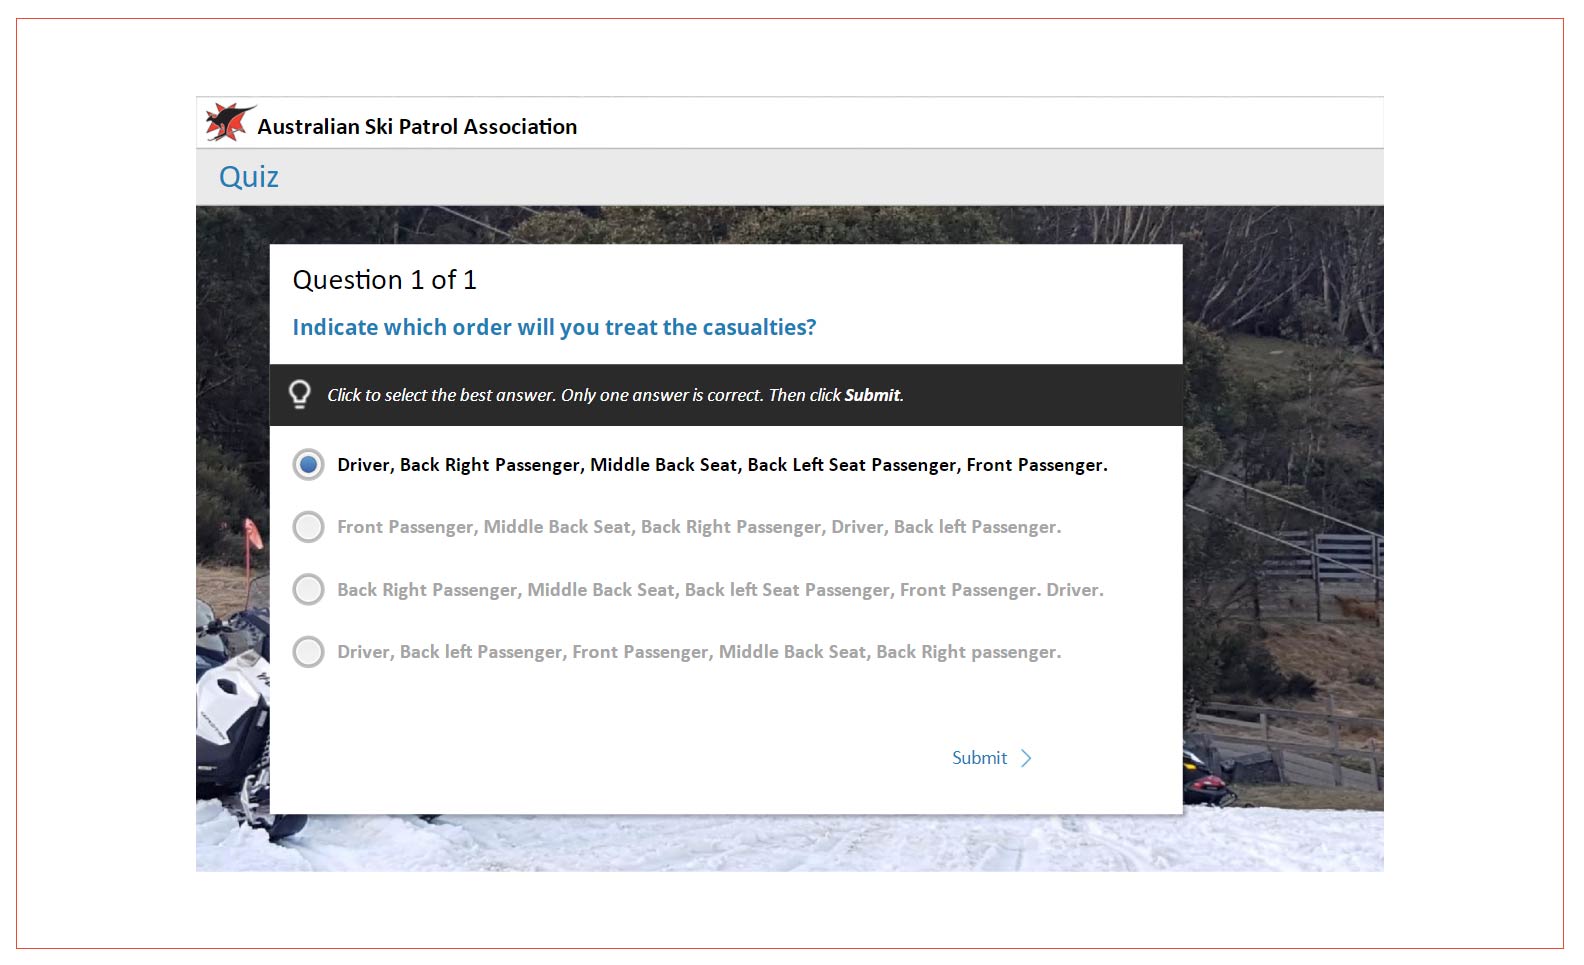 Australian Ski Patrol Association
Quiz
Question 1 of 1
Indicate which order will you treat the casualties?
Click to select the best answer. Only one answer is correct. Then click Submit.
Driver, Back Right Passenger, Middle Back Seat, Back Left Seat Passenger, Front Passenger.
Front Passenger, Middle Back Seat, Back Right Passenger, Driver, Back left Passenger.
Back Right Passenger, Middle Back Seat, Back left Seat Passenger, Front Passenger. Driver.
Driver, Back left Passenger, Front Passenger, Middle Back Seat, Back Right passenger.
Submit